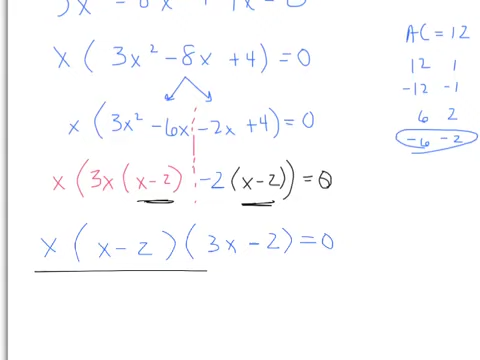 x ( 3x² - 8x + 4 ) = 0
x ( 3x² - 6x - 2x + 4 ) = 0
x ( 3x ( x-2 ) - 2 ( x-2 ) ) = 0
x ( x-2 ) ( 3x-2 ) = 0
AC = 12
12 1
-12 -1
6 2
-6 -2